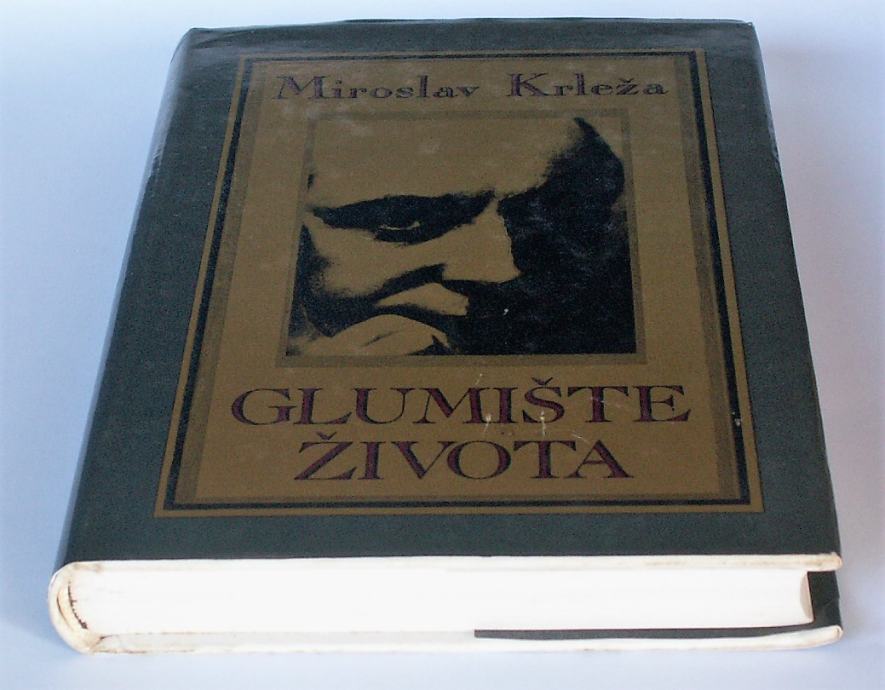 Miroslav Krleža
GLUMIŠTE
ŽIVOTA